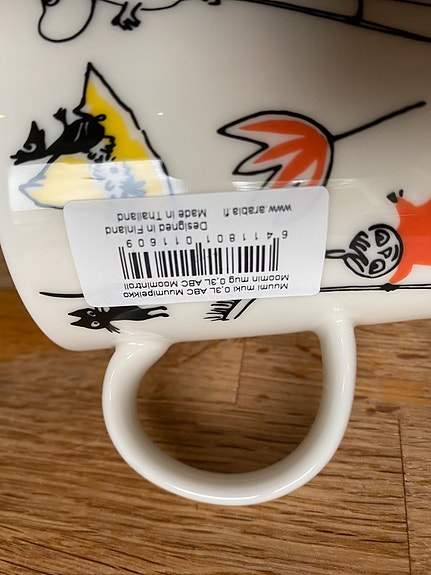 Muumi muki 0,3L ABC Muumipeikko
Moomin mug 0,3L ABC Moomintroll
6 411801 011609
Designed in Finland
Made in Thailand
www.arabia.fi